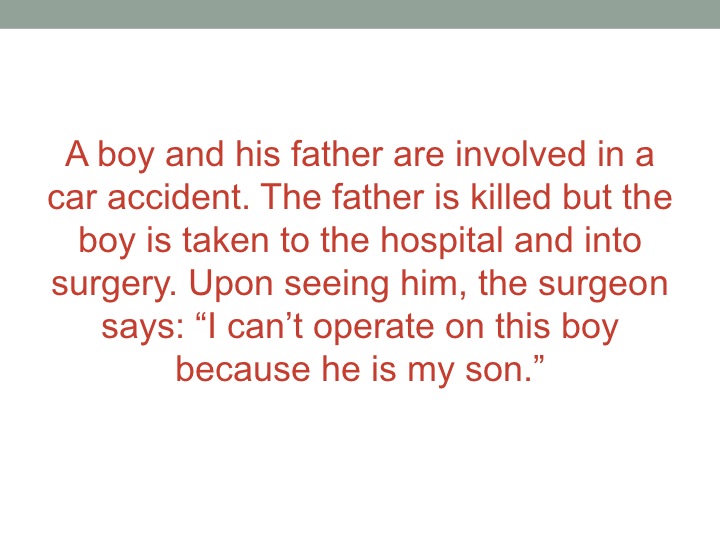 A boy and his father are involved in a
car accident. The father is killed but the
boy is taken to the hospital and into
surgery. Upon seeing him, the surgeon
says: “I can’t operate on this boy
because he is my son.”